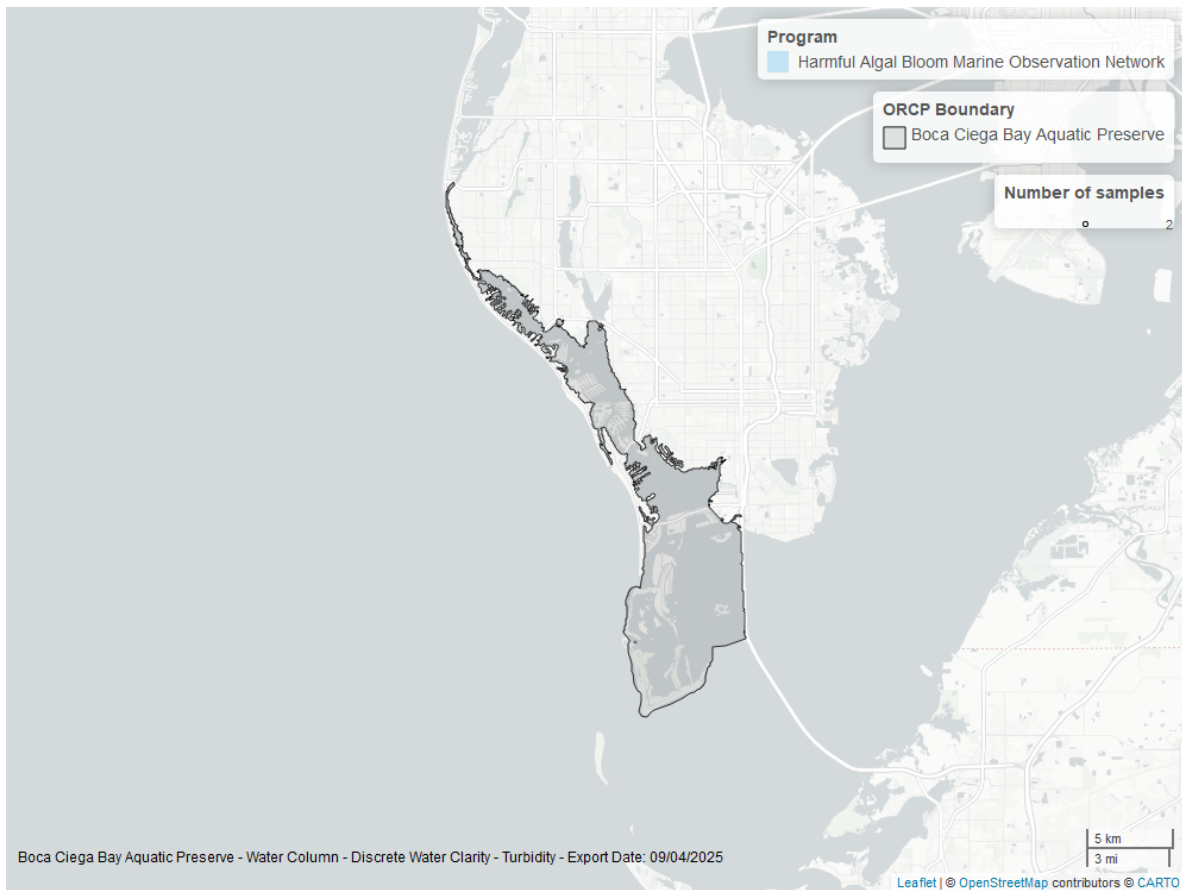 Program
Harmful Algal Bloom Marine Observation Network
ORCP Boundary
Boca Ciega Bay Aquatic Preserve
Number of samples
2
5 km
3 mi
Boca Ciega Bay Aquatic Preserve - Water Column - Discrete Water Clarity - Turbidity - Export Date: 09/04/2025
Leaflet | © OpenStreetMap contributors © CARTO